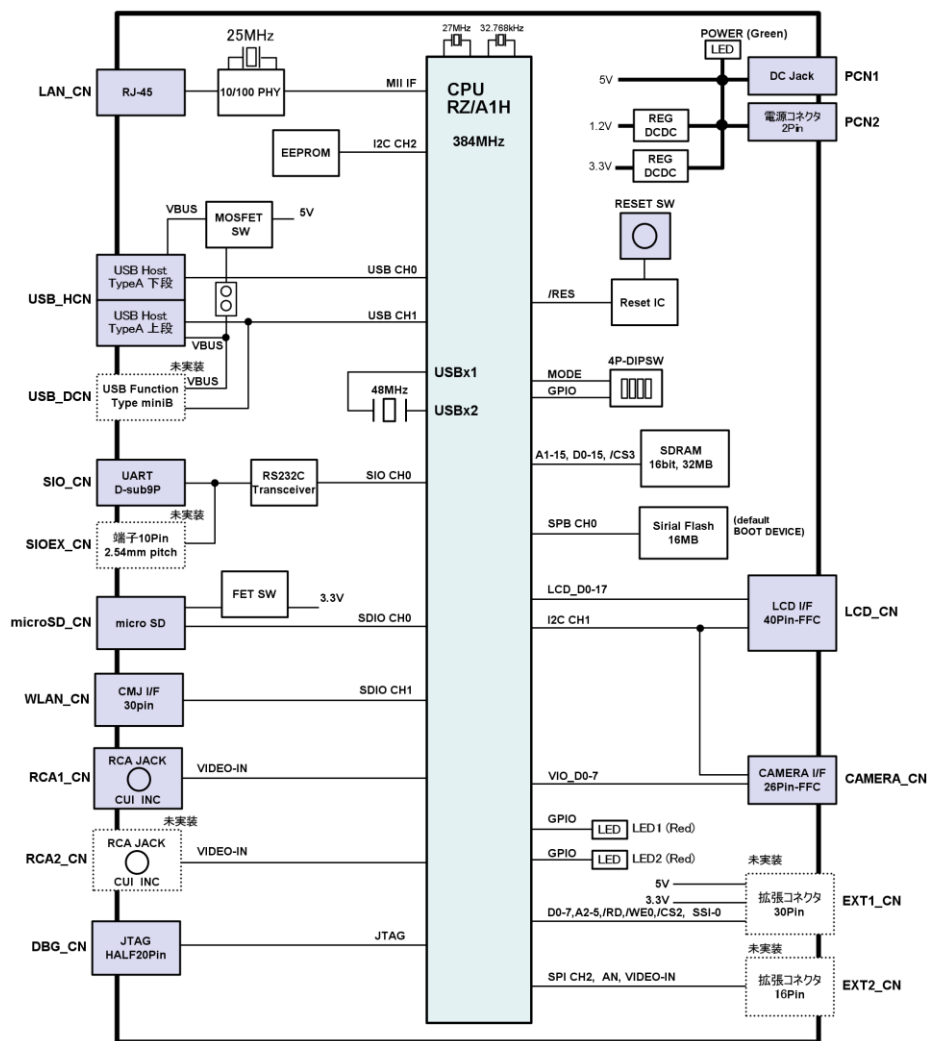 27MHz
32.768kHz
25MHz
LAN_CN
RJ-45
10/100 PHY
MII IF
CPU
RZ/A1H
384MHz
EEPROM
I2C CH2
VBUS
MOSFET
SW
5V
USB_HCN
USB Host
TypeA 下段
USB CH0
USB Host
TypeA 上段
USB CH1
VBUS
未実装
VBUS
USB_DCN
USB Function
Type miniB
48MHz
USBx1
USBx2
SIO_CN
UART
D-sub9P
RS232C
Transceiver
SIO CH0
未実装
SIOEX_CN
端子10Pin
2.54mm pitch
FET SW
3.3V
microSD_CN
micro SD
SDIO CH0
WLAN_CN
CMJ I/F
30pin
SDIO CH1
RCA1_CN
RCA JACK
CUI INC
VIDEO-IN
未実装
RCA2_CN
RCA JACK
CUI INC
VIDEO-IN
DBG_CN
JTAG
HALF20Pin
JTAG
POWER (Green)
LED
5V
DC Jack
PCN1
1.2V
REG
DCDC
電源コネクタ
2Pin
PCN2
3.3V
REG
DCDC
RESET SW
/RES
Reset IC
4P-DIPSW
MODE
GPIO
A1-15, D0-15, /CS3
SDRAM
16bit, 32MB
SPB CH0
Sirial Flash
16MB
(default
BOOT DEVICE)
LCD_D0-17
I2C CH1
LCD I/F
40Pin-FFC
LCD_CN
VIO_D0-7
CAMERA I/F
26Pin-FFC
CAMERA_CN
GPIO
LED
LED1 (Red)
GPIO
LED
LED2 (Red)
未実装
5V
3.3V
D0-7,A2-5,/RD,/WE0,/CS2, SSI-0
拡張コネクタ
30Pin
EXT1_CN
未実装
SPI CH2, AN, VIDEO-IN
拡張コネクタ
16Pin
EXT2_CN